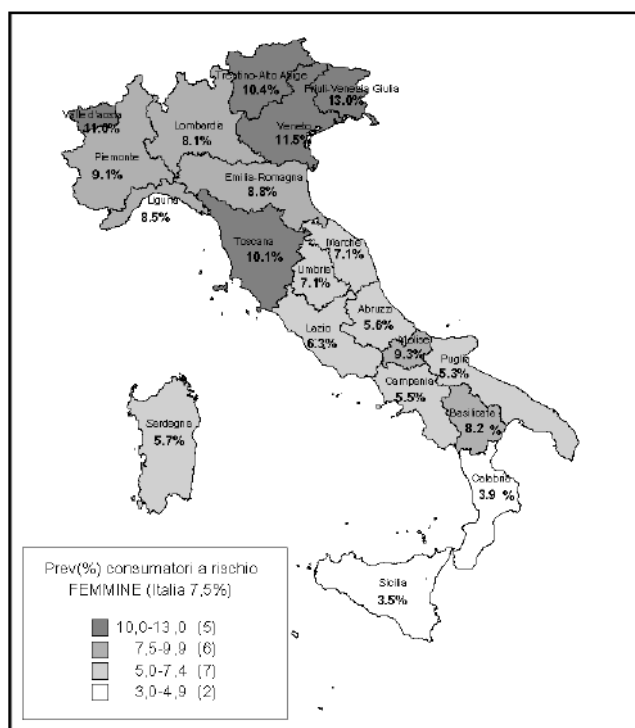 Trentino-Alto Adige
10.4%
Friuli-Venezia Giulia
13.0%
Valle d'aosta
11.0%
Lombardia
8.1%
Veneto
11.5%
Piemonte
9.1%
Emilia-Romagna
8.8%
Liguria
8.5%
Toscana
10.1%
Marche
7.1%
Umbria
7.1%
Abruzzi
5.6%
Lazio
6.3%
Molise
9.3%
Puglia
5.3%
Campania
5.5%
Basilicata
8.2 %
Sardegna
5.7%
Calabria
3.9 %
Sicilia
3.5%
Prev(%) consumatori a rischio
FEMMINE (Italia 7,5%)
10,0-13,0 (5)
7,5-9,9 (6)
5,0-7,4 (7)
3,0-4,9 (2)